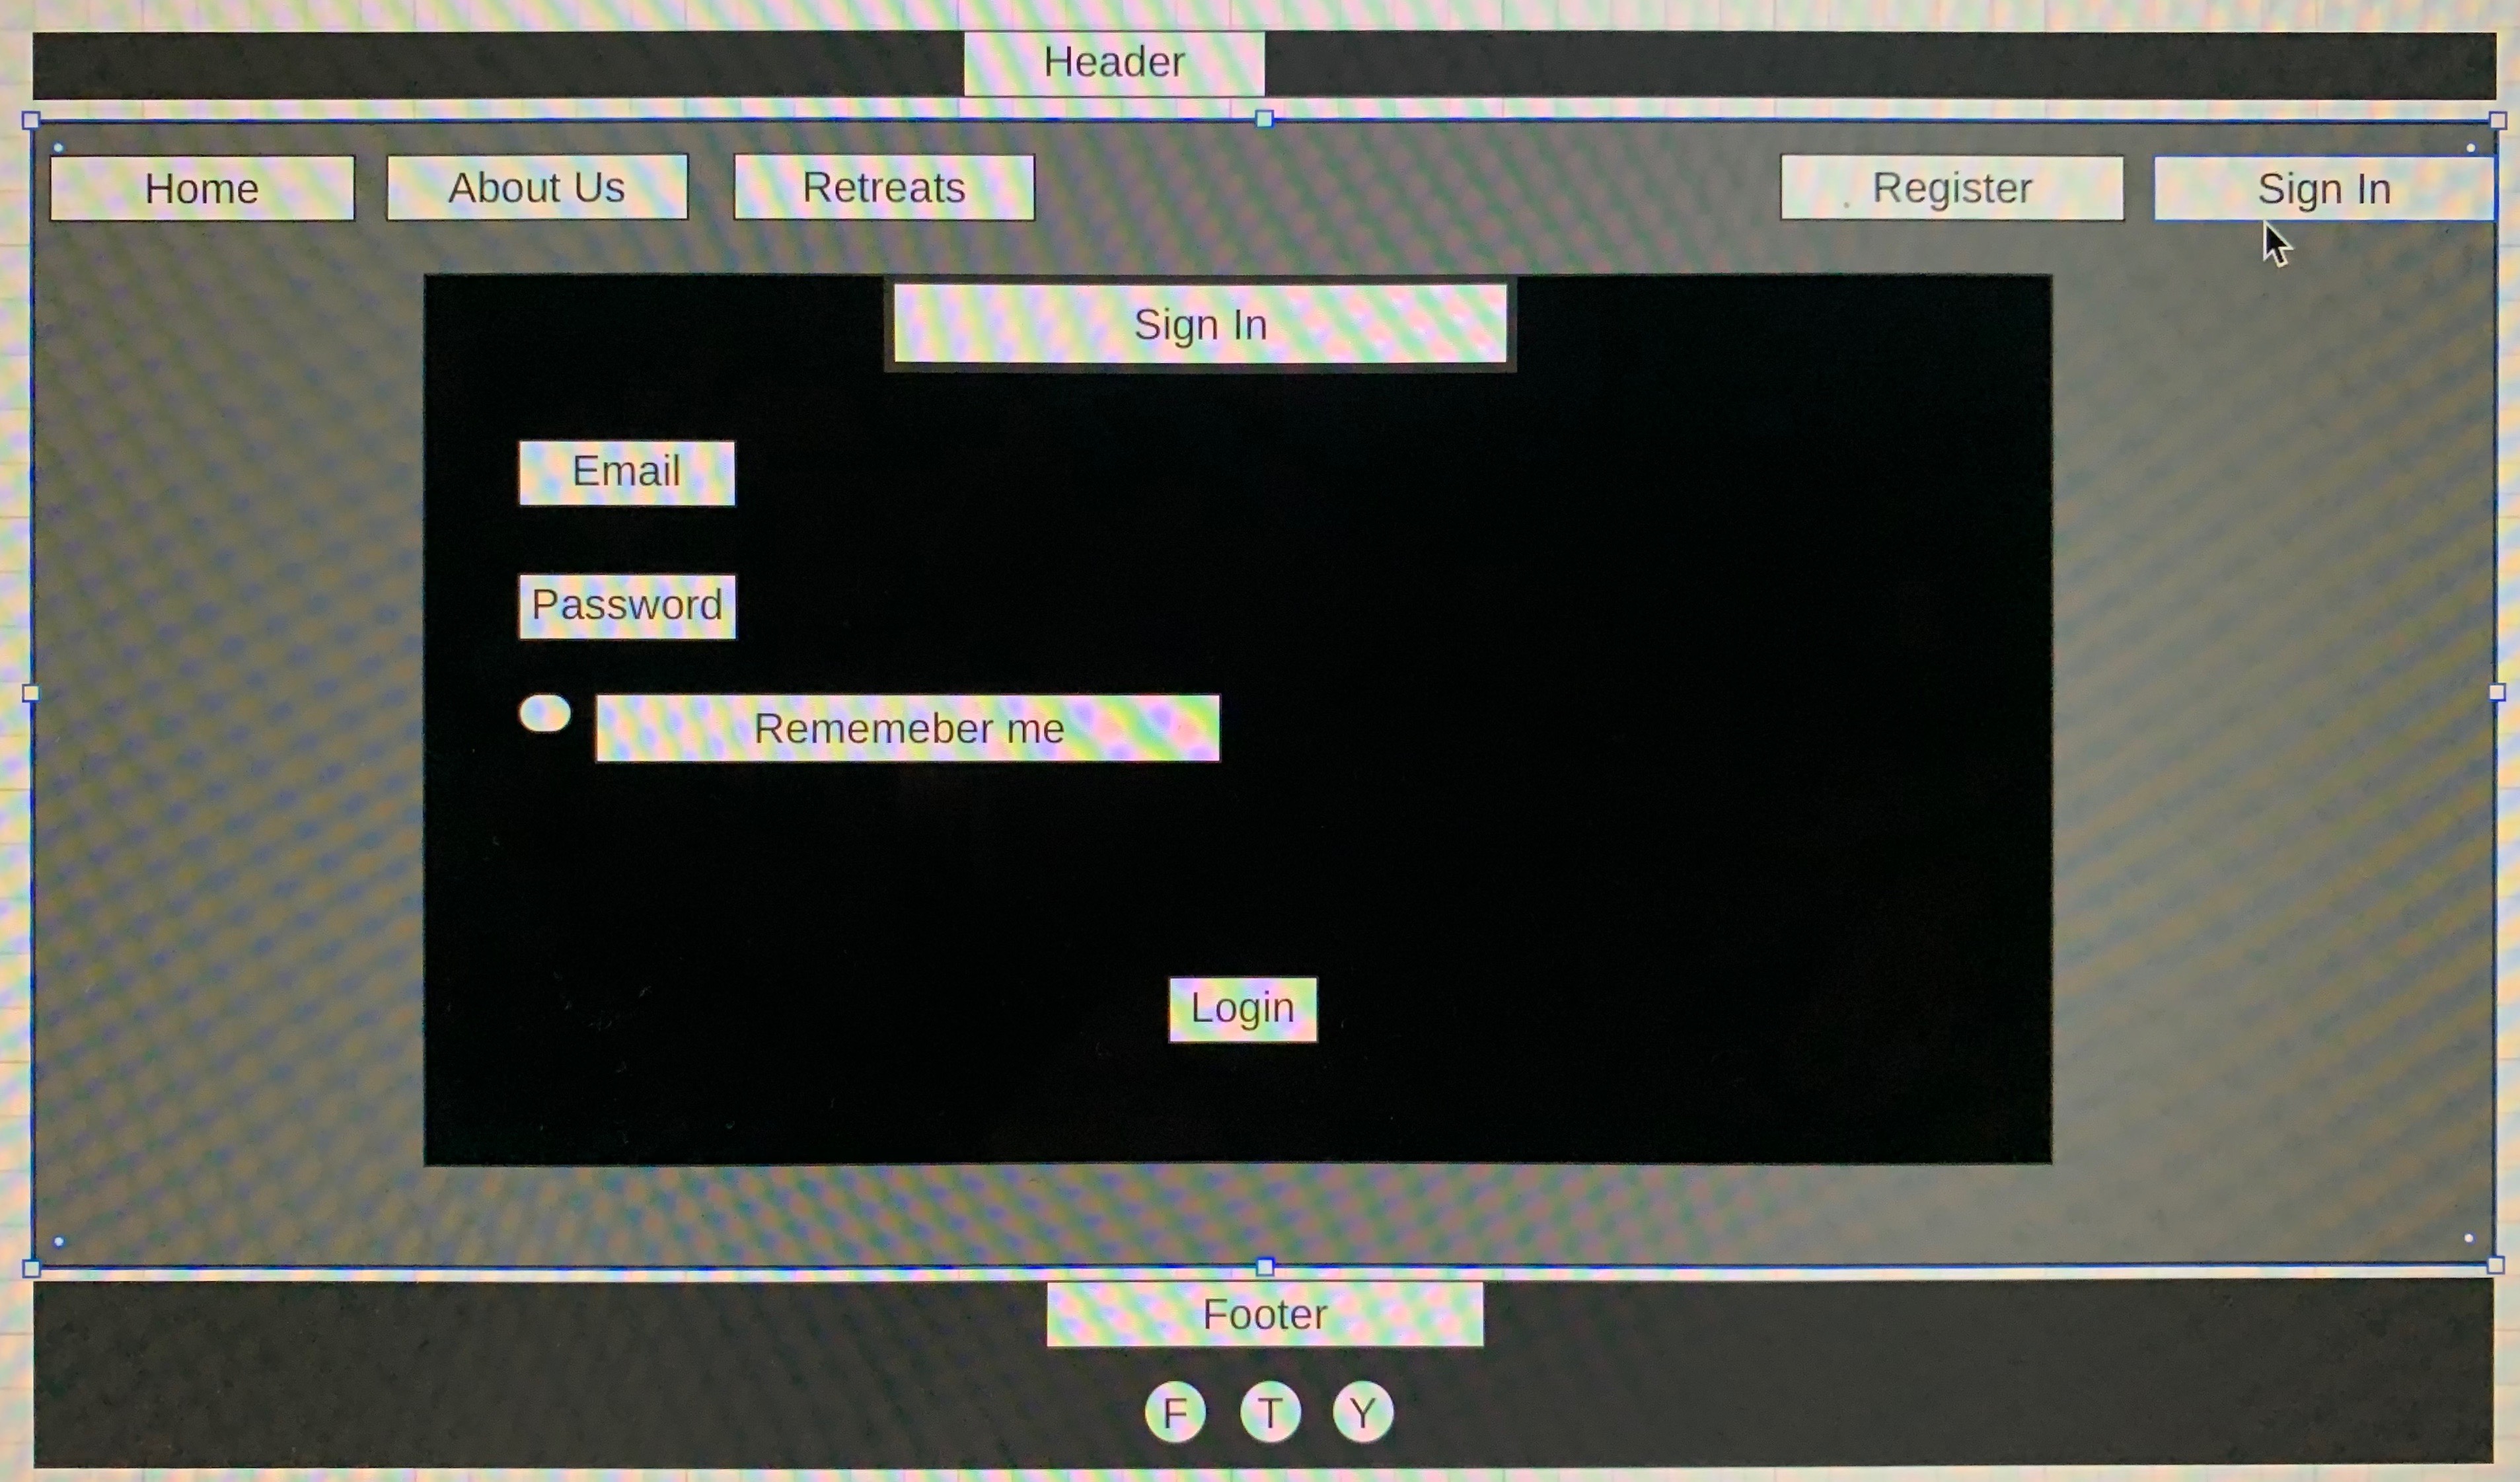 Header
Home
About Us
Retreats
Register
Sign In
Sign In
Email
Password
Rememeber me
Login
Footer
F
T
Y